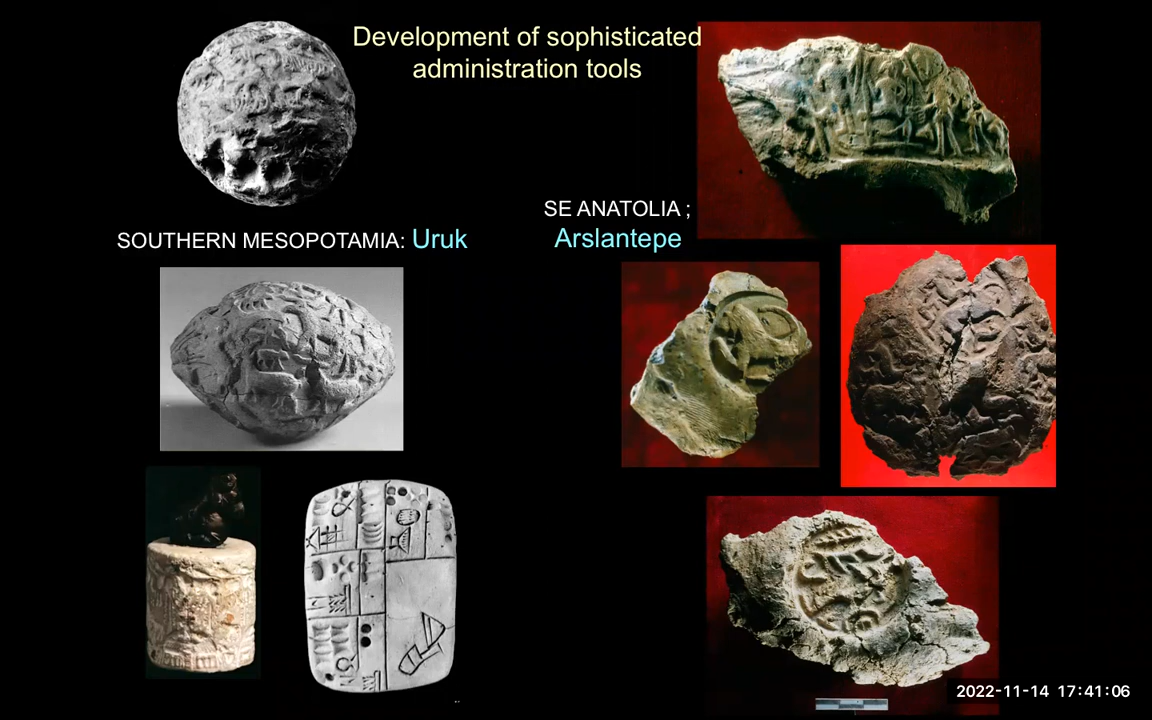 Development of sophisticated
administration tools
SE ANATOLIA ;
Arslantepe
SOUTHERN MESOPOTAMIA: Uruk
2022-11-14 17:41:06